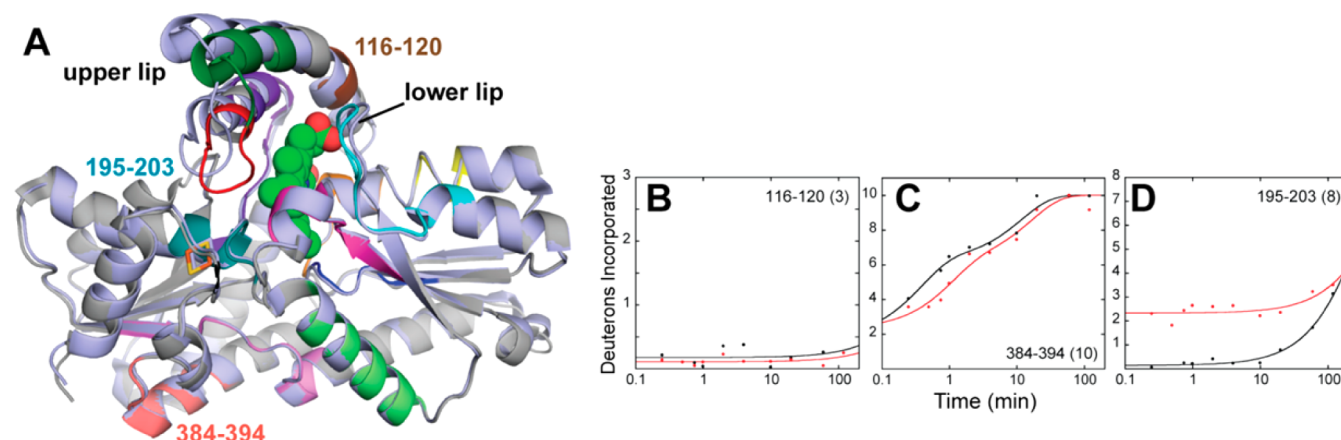 A
116-120
upper lip
lower lip
195-203
384-394
Deuterons Incorporated
3
2
1
B
116-120 (3)
0.1 1 10 100
10
8
6
4
2
C
384-394 (10)
0.1 1 10 100
8
7
6
5
4
3
2
1
D
195-203 (8)
0.1 1 10 100
Time (min)